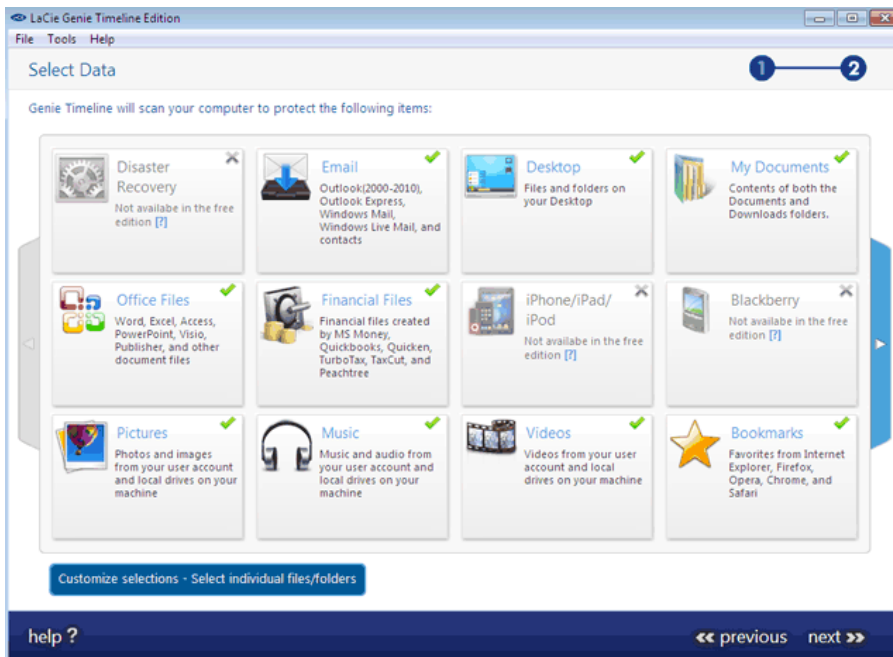 LaCie Genie Timeline Edition
File Tools Help
Select Data
1 2
Genie Timeline will scan your computer to protect the following items:
Disaster
Recovery
Not availabe in the free
edition [?]
Email
Outlook(2000-2010),
Outlook Express,
Windows Mail,
Windows Live Mail, and
contacts
Desktop
Files and folders on
your Desktop
My Documents
Contents of both the
Documents and
Downloads folders.
Office Files
Word, Excel, Access,
PowerPoint, Visio,
Publisher, and other
document files
Financial Files
Financial files created
by MS Money,
Quickbooks, Quicken,
TurboTax, TaxCut, and
Peachtree
iPhone/iPad/
iPod
Not availabe in the free
edition [?]
Blackberry
Not availabe in the free
edition [?]
Pictures
Photos and images
from your user account
and local drives on your
machine
Music
Music and audio from
your user account and
local drives on your
machine
Videos
Videos from your user
account and local
drives on your machine
Bookmarks
Favorites from Internet
Explorer, Firefox,
Opera, Chrome, and
Safari
Customize selections - Select individual files/folders
help ?
previous next